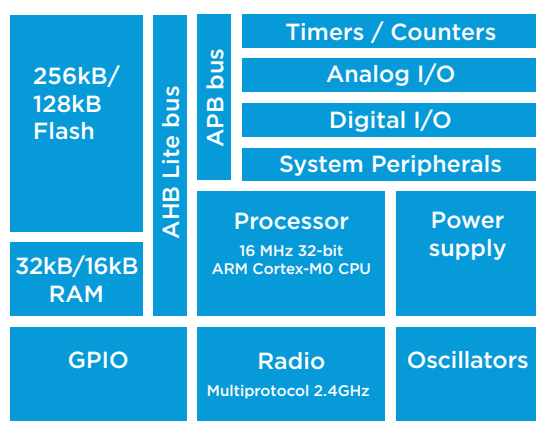 256kB/
128kB
Flash
32kB/16kB
RAM
AHB Lite bus
APB bus
Timers / Counters
Analog I/O
Digital I/O
System Peripherals
Processor
16 MHz 32-bit
ARM Cortex-M0 CPU
Power
supply
GPIO
Radio
Multiprotocol 2.4GHz
Oscillators